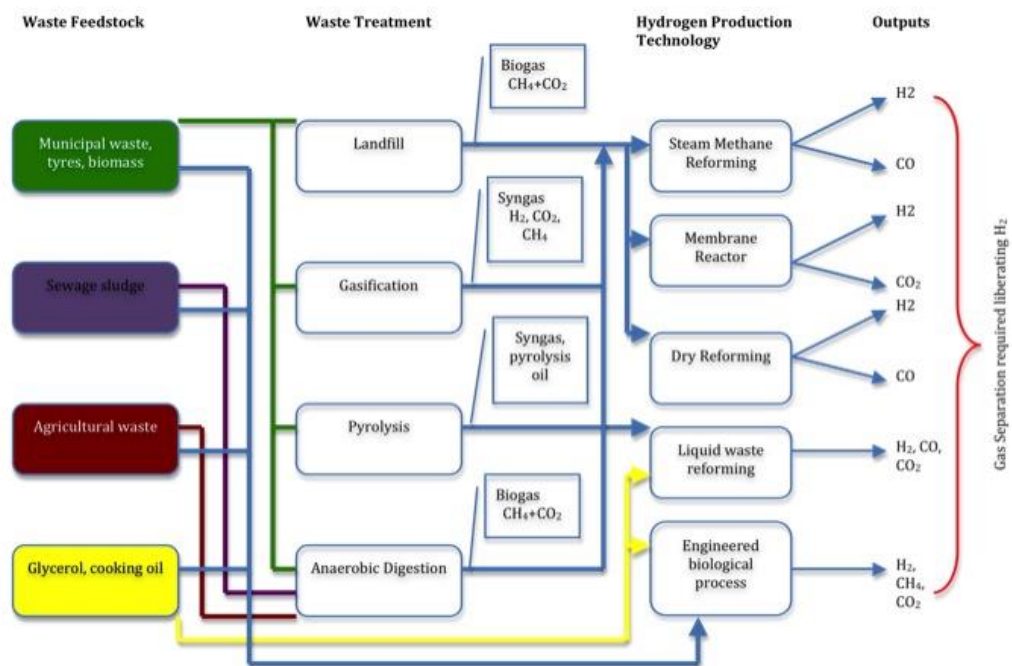 Waste Feedstock
Waste Treatment
Hydrogen Production
Technology
Outputs
Biogas
CH₄+CO₂
Municipal waste,
tyres, biomass
Landfill
Steam Methane
Reforming
H2
CO
Syngas
H₂, CO₂,
CH₄
Sewage sludge
Gasification
Membrane
Reactor
H2
CO₂
Syngas,
pyrolysis
oil
Dry Reforming
H2
CO
Agricultural waste
Pyrolysis
Liquid waste
reforming
H₂, CO,
CO₂
Biogas
CH₄+CO₂
Glycerol, cooking oil
Anaerobic Digestion
Engineered
biological
process
H₂,
CH₄,
CO₂
Gas Separation required liberating H₂